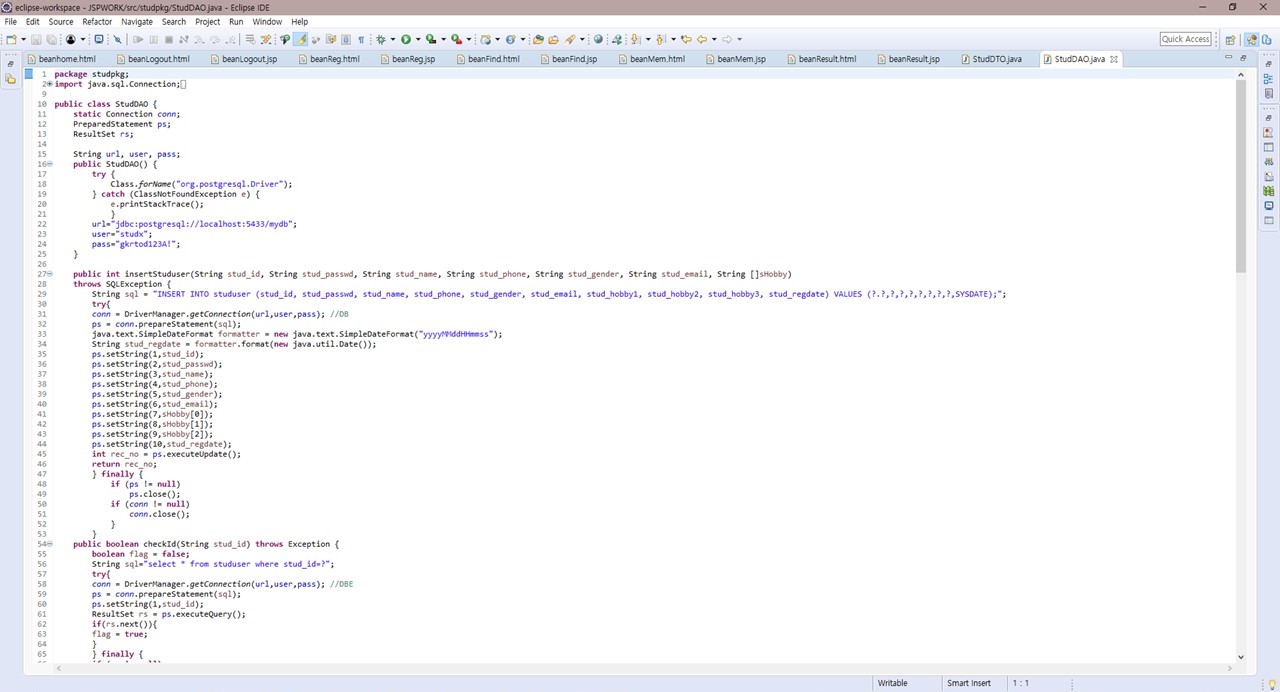 eclipse-workspace - JSPWORK/src/studpkg/StudDAO.java - Eclipse IDE
File Edit Source Refactor Navigate Search Project Run Window Help
Quick Access
beanhome.html beanLogout.html beanLogout.jsp beanReg.html beanReg.jsp beanFind.html beanFind.jsp beanMem.html beanMem.jsp beanResult.html beanResult.jsp StudDTO.java StudDAO.java
1 package studpkg;
2 import java.sql.Connection;
9
10 public class StudDAO {
11 static Connection conn;
12 PreparedStatement ps;
13 ResultSet rs;
14
15 String url, user, pass;
16 public StudDAO() {
17 try {
18 Class.forName("org.postgresql.Driver");
19 } catch (ClassNotFoundException e) {
20 e.printStackTrace();
21 }
22 url="jdbc:postgresql://localhost:5433/mydb";
23 user="studx";
24 pass="gkrtod123A!";
25 }
26
27 public int insertStuduser(String stud_id, String stud_passwd, String stud_name, String stud_phone, String stud_gender, String stud_email, String []sHobby)
28 throws SQLException {
29 String sql = "INSERT INTO studuser (stud_id, stud_passwd, stud_name, stud_phone, stud_gender, stud_email, stud_hobby1, stud_hobby2, stud_hobby3, stud_regdate) VALUES (?.?,?,?,?,?,?,?,?,SYSDATE);";
30 try{
31 conn = DriverManager.getConnection(url,user,pass); //DB
32 ps = conn.prepareStatement(sql);
33 java.text.SimpleDateFormat formatter = new java.text.SimpleDateFormat("yyyyMMddHHmmss");
34 String stud_regdate = formatter.format(new java.util.Date());
35 ps.setString(1,stud_id);
36 ps.setString(2,stud_passwd);
37 ps.setString(3,stud_name);
38 ps.setString(4,stud_phone);
39 ps.setString(5,stud_gender);
40 ps.setString(6,stud_email);
41 ps.setString(7,sHobby[0]);
42 ps.setString(8,sHobby[1]);
43 ps.setString(9,sHobby[2]);
44 ps.setString(10,stud_regdate);
45 int rec_no = ps.executeUpdate();
46 return rec_no;
47 } finally {
48 if (ps != null)
49 ps.close();
50 if (conn != null)
51 conn.close();
52 }
53 }
54 public boolean checkId(String stud_id) throws Exception {
55 boolean flag = false;
56 String sql="select * from studuser where stud_id=?";
57 try{
58 conn = DriverManager.getConnection(url,user,pass); //DBE
59 ps = conn.prepareStatement(sql);
60 ps.setString(1,stud_id);
61 ResultSet rs = ps.executeQuery();
62 if(rs.next()){
63 flag = true;
64 }
65 } finally {
Writable Smart Insert 1 : 1